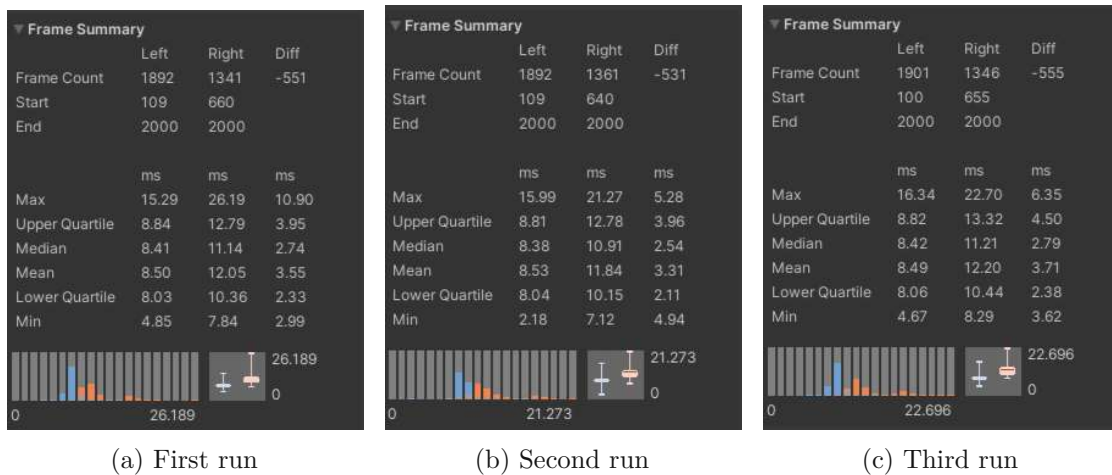 Frame Summary
Left Right Diff
Frame Count 1892 1341 -551
Start 109 660
End 2000 2000
ms ms ms
Max 15.29 26.19 10.90
Upper Quartile 8.84 12.79 3.95
Median 8.41 11.14 2.74
Mean 8.50 12.05 3.55
Lower Quartile 8.03 10.36 2.33
Min 4.85 7.84 2.99
26.189
0
0 26.189
(a) First run
Frame Summary
Left Right Diff
Frame Count 1892 1361 -531
Start 109 640
End 2000 2000
ms ms ms
Max 15.99 21.27 5.28
Upper Quartile 8.81 12.78 3.96
Median 8.38 10.91 2.54
Mean 8.53 11.84 3.31
Lower Quartile 8.04 10.15 2.11
Min 2.18 7.12 4.94
21.273
0
0 21.273
(b) Second run
Frame Summary
Left Right Diff
Frame Count 1901 1346 -555
Start 100 655
End 2000 2000
ms ms ms
Max 16.34 22.70 6.35
Upper Quartile 8.82 13.32 4.50
Median 8.42 11.21 2.79
Mean 8.49 12.20 3.71
Lower Quartile 8.06 10.44 2.38
Min 4.67 8.29 3.62
22.696
0
0 22.696
(c) Third run